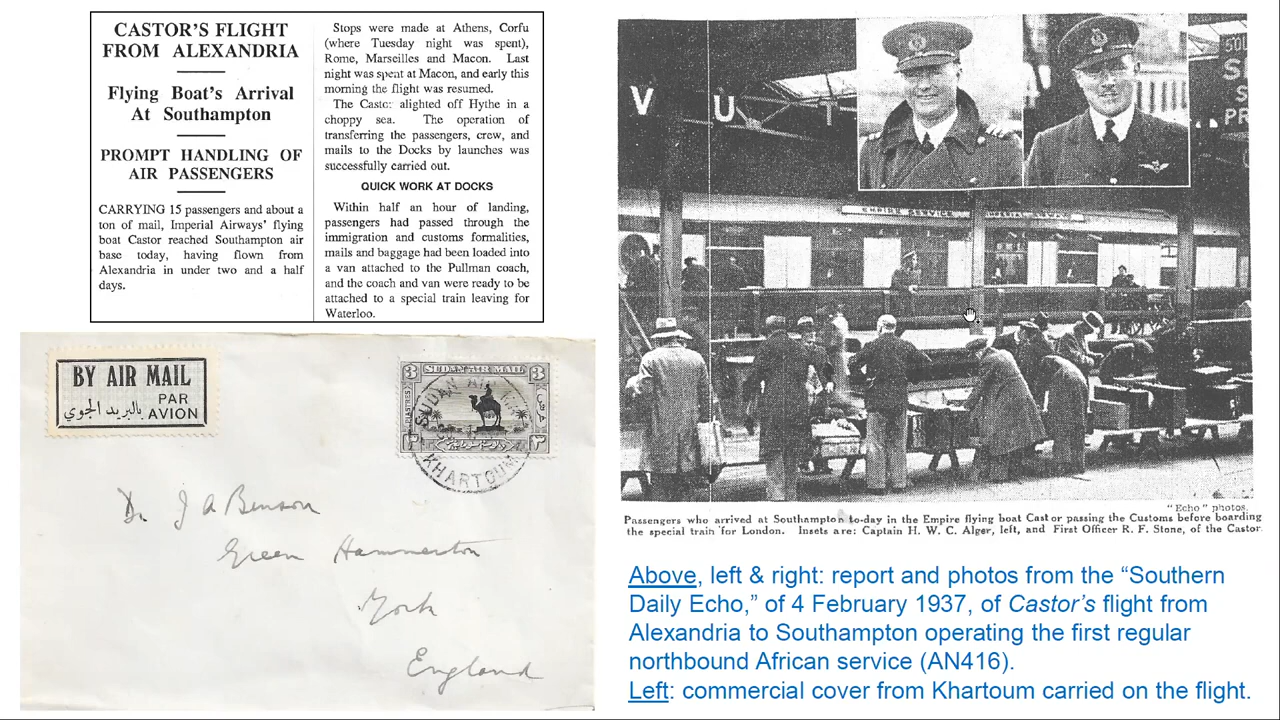 CASTOR'S FLIGHT
FROM ALEXANDRIA
Flying Boat's Arrival
At Southampton
PROMPT HANDLING OF
AIR PASSENGERS
CARRYING 15 passengers and about a
ton of mail, Imperial Airways' flying
boat Castor reached Southampton air
base today, having flown from
Alexandria in under two and a half
days.
Stops were made at Athens, Corfu
(where Tuesday night was spent),
Rome, Marseilles and Macon. Last
night was spent at Macon, and early this
morning the flight was resumed.
The Castor alighted off Hythe in a
choppy sea. The operation of
transferring the passengers, crew, and
mails to the Docks by launches was
successfully carried out.
QUICK WORK AT DOCKS
Within half an hour of landing,
passengers had passed through the
immigration and customs formalities,
mails and baggage had been loaded into
a van attached to the Pullman coach,
and the coach and van were ready to be
attached to a special train leaving for
Waterloo.
V U T
SOU
S
S
PR
EMPIRE SERVICE
"Echo" photos.
Passengers who arrived at Southampton to-day in the Empire flying boat Castor passing the Customs before boarding
the special train for London. Insets are: Captain H. W. C. Alger, left, and First Officer R. F. Stone, of the Castor.
BY AIR MAIL
PAR
بالبريد الجوي AVION
3 SUDAN AIR MAIL 3
PIASTRES
SUDAN
KHARTOUM
Dr J A Benson
Green Hammerton
York
England
Above, left & right: report and photos from the “Southern
Daily Echo,” of 4 February 1937, of Castor’s flight from
Alexandria to Southampton operating the first regular
northbound African service (AN416).
Left: commercial cover from Khartoum carried on the flight.